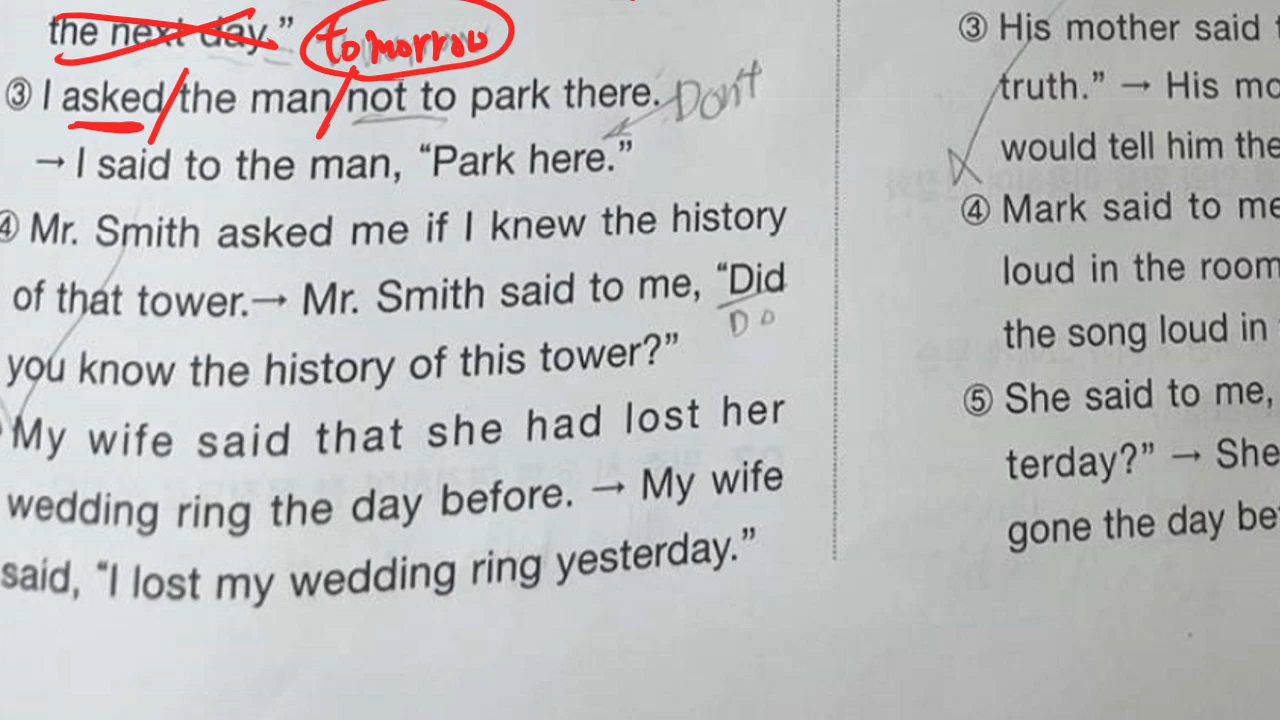 the next day.” tomorrow
③ I asked/the man/not to park there. Don't
→ I said to the man, “Park here.”
④ Mr. Smith asked me if I knew the history
of that tower.→ Mr. Smith said to me, “Did
Do
you know the history of this tower?”
My wife said that she had lost her
wedding ring the day before. → My wife
said, “I lost my wedding ring yesterday.”
③ His mother said
truth.” → His mo
would tell him the
④ Mark said to me
loud in the room
the song loud in
⑤ She said to me,
terday?” → She
gone the day be